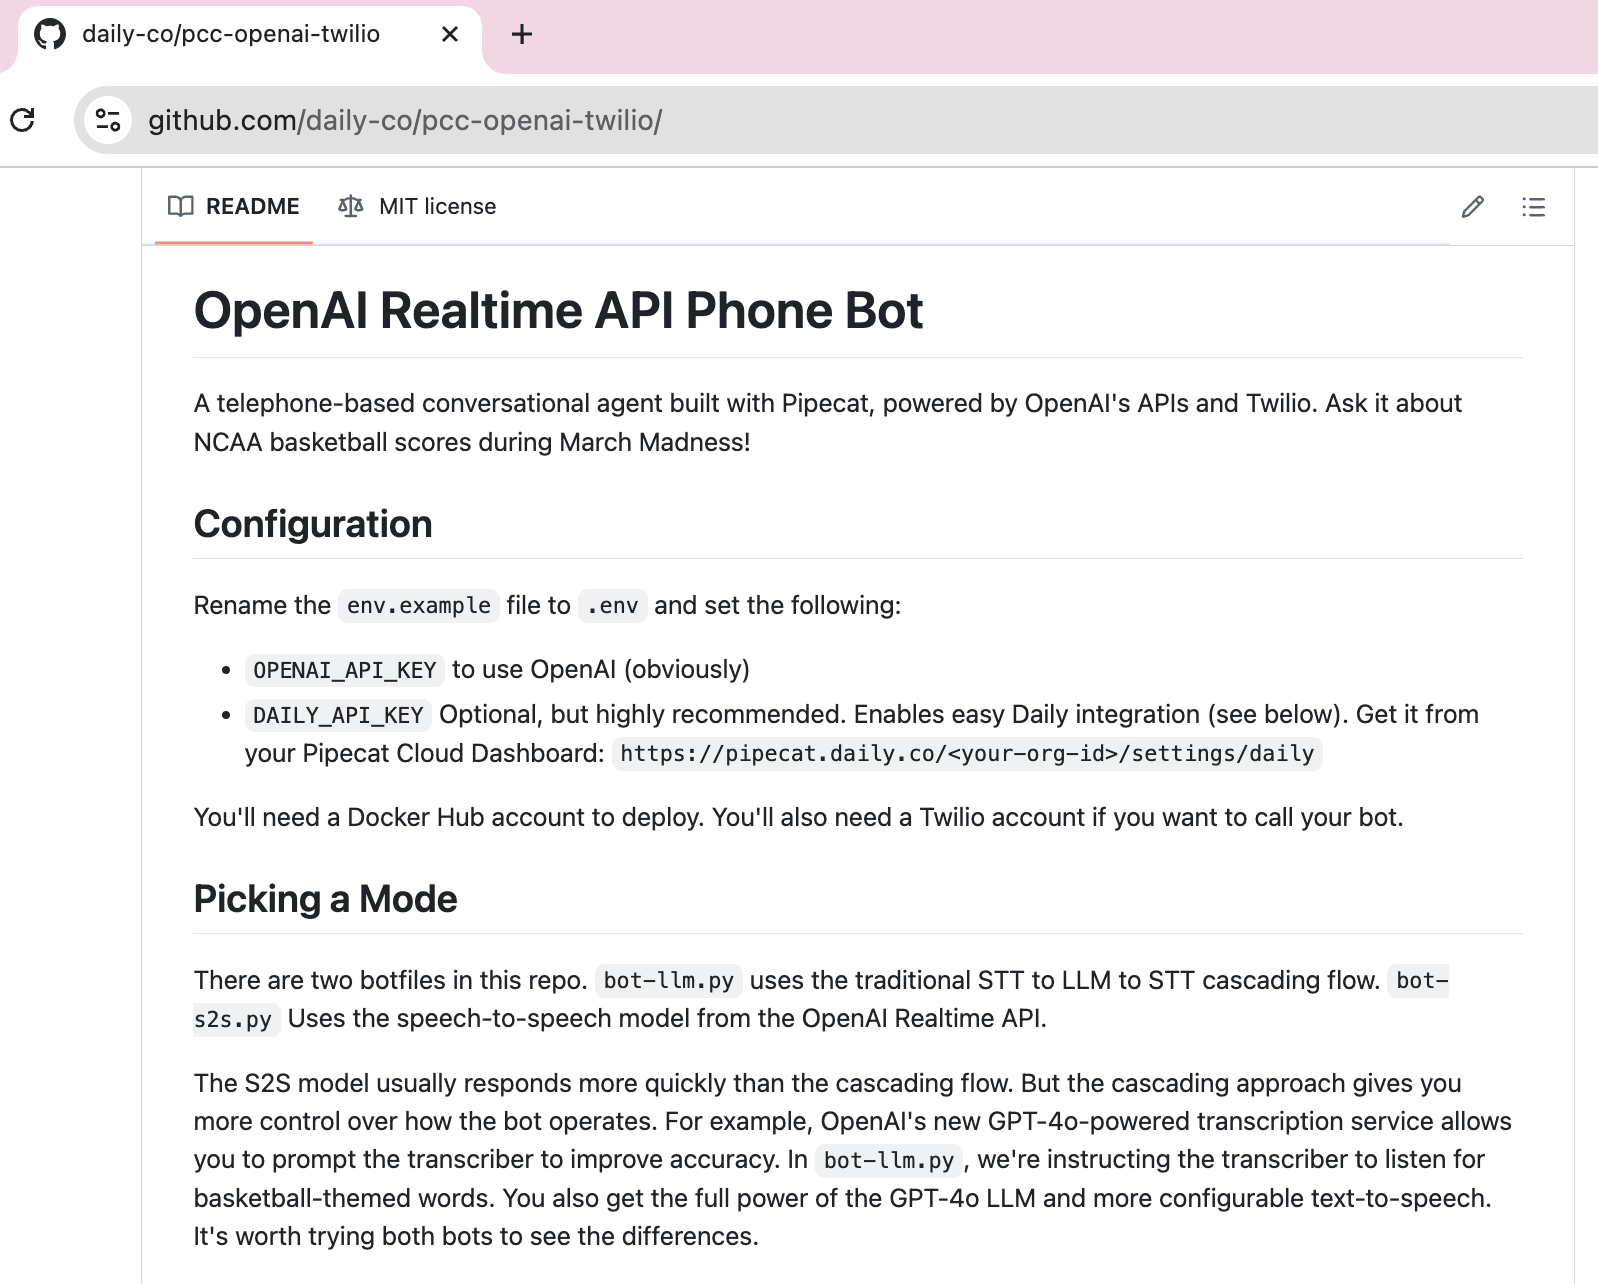 daily-co/pcc-openai-twilio
github.com/daily-co/pcc-openai-twilio/
README MIT license
OpenAI Realtime API Phone Bot
A telephone-based conversational agent built with Pipecat, powered by OpenAI's APIs and Twilio. Ask it about
NCAA basketball scores during March Madness!
Configuration
Rename the env.example file to .env and set the following:
• OPENAI_API_KEY to use OpenAI (obviously)
• DAILY_API_KEY Optional, but highly recommended. Enables easy Daily integration (see below). Get it from
your Pipecat Cloud Dashboard: https://pipecat.daily.co/<your-org-id>/settings/daily
You'll need a Docker Hub account to deploy. You'll also need a Twilio account if you want to call your bot.
Picking a Mode
There are two botfiles in this repo. bot-llm.py uses the traditional STT to LLM to STT cascading flow. bot-
s2s.py Uses the speech-to-speech model from the OpenAI Realtime API.
The S2S model usually responds more quickly than the cascading flow. But the cascading approach gives you
more control over how the bot operates. For example, OpenAI's new GPT-4o-powered transcription service allows
you to prompt the transcriber to improve accuracy. In bot-llm.py, we're instructing the transcriber to listen for
basketball-themed words. You also get the full power of the GPT-4o LLM and more configurable text-to-speech.
It's worth trying both bots to see the differences.